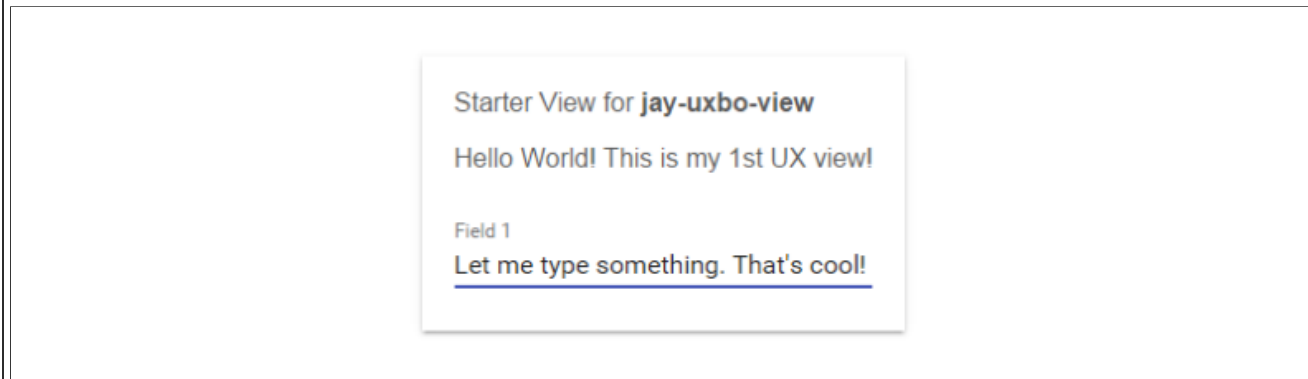 Starter View for jay-uxbo-view
Hello World! This is my 1st UX view!
Field 1
Let me type something. That's cool!